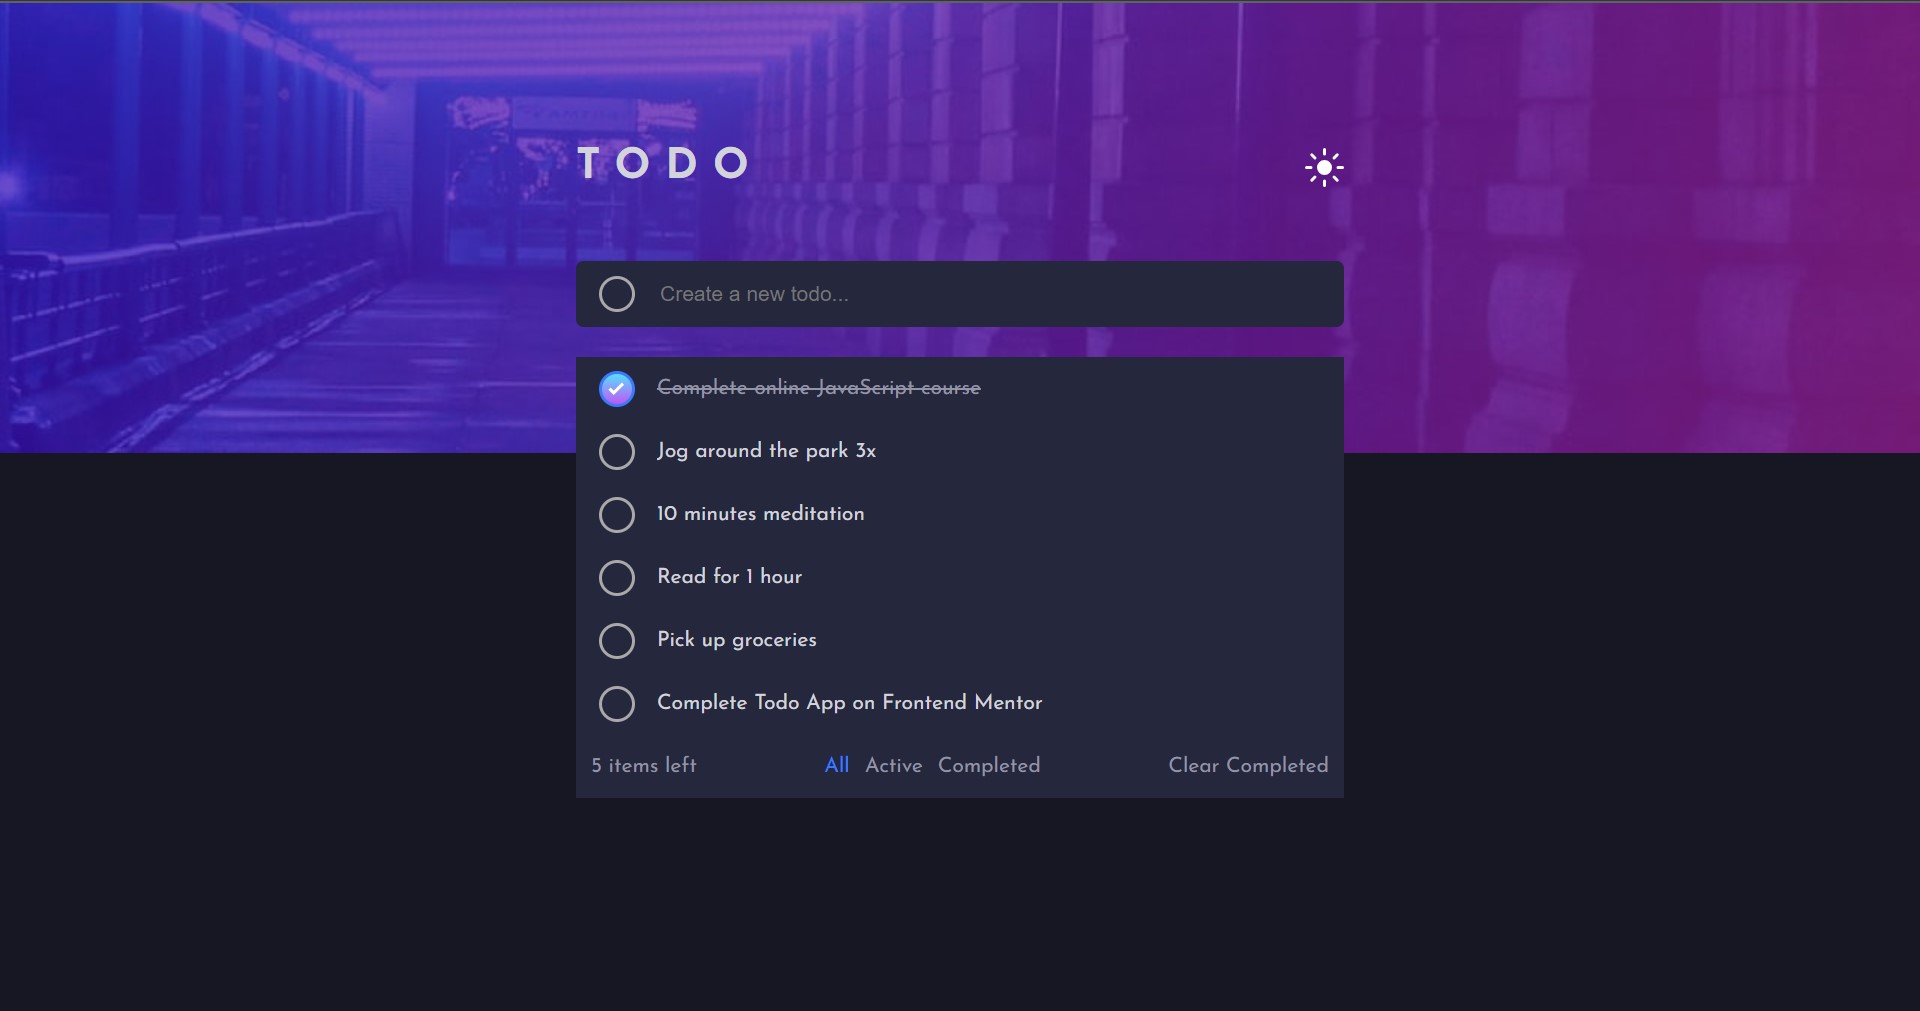 TODO
Create a new todo...
Complete online JavaScript course
Jog around the park 3x
10 minutes meditation
Read for 1 hour
Pick up groceries
Complete Todo App on Frontend Mentor
5 items left All Active Completed Clear Completed